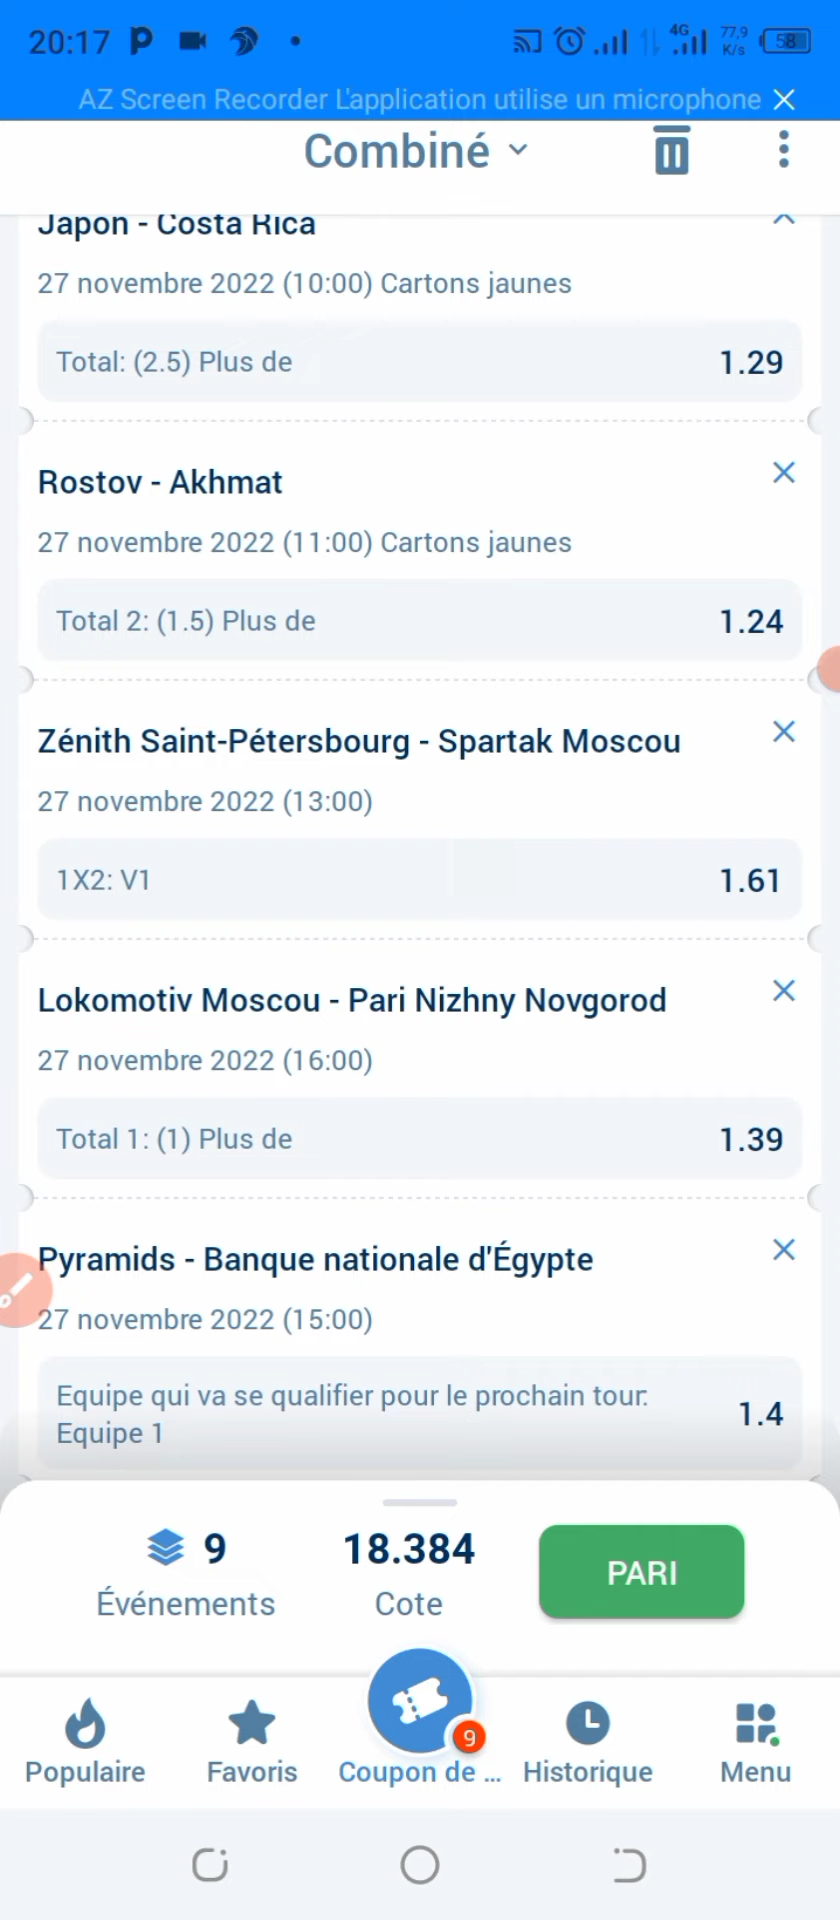 20:17
4G
77,9
K/s
58
AZ Screen Recorder L'application utilise un microphone
Combiné
Japon - Costa Rica
27 novembre 2022 (10:00) Cartons jaunes
Total: (2.5) Plus de
1.29
Rostov - Akhmat
27 novembre 2022 (11:00) Cartons jaunes
Total 2: (1.5) Plus de
1.24
Zénith Saint-Pétersbourg - Spartak Moscou
27 novembre 2022 (13:00)
1X2: V1
1.61
Lokomotiv Moscou - Pari Nizhny Novgorod
27 novembre 2022 (16:00)
Total 1: (1) Plus de
1.39
Pyramids - Banque nationale d'Égypte
27 novembre 2022 (15:00)
Equipe qui va se qualifier pour le prochain tour:
Equipe 1
1.4
9
Événements
18.384
Cote
PARI
9
Populaire
Favoris
Coupon de ...
Historique
Menu